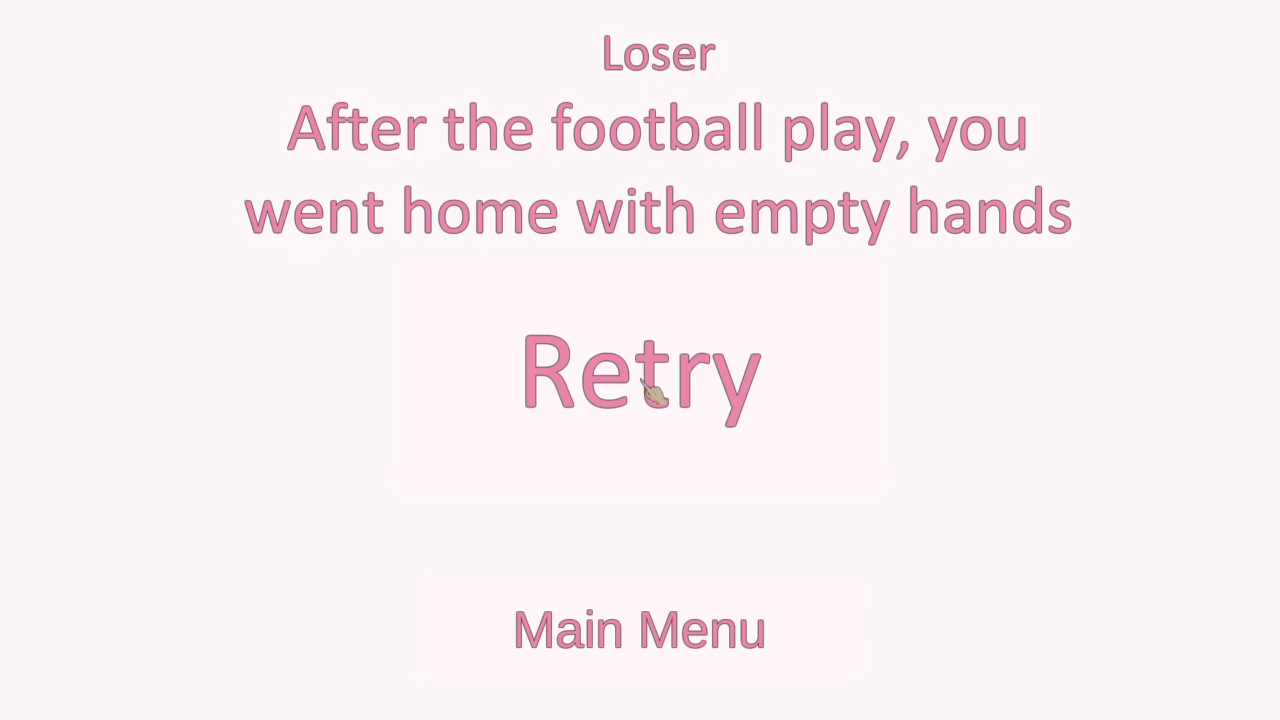 Loser
After the football play, you
went home with empty hands
Retry
Main Menu